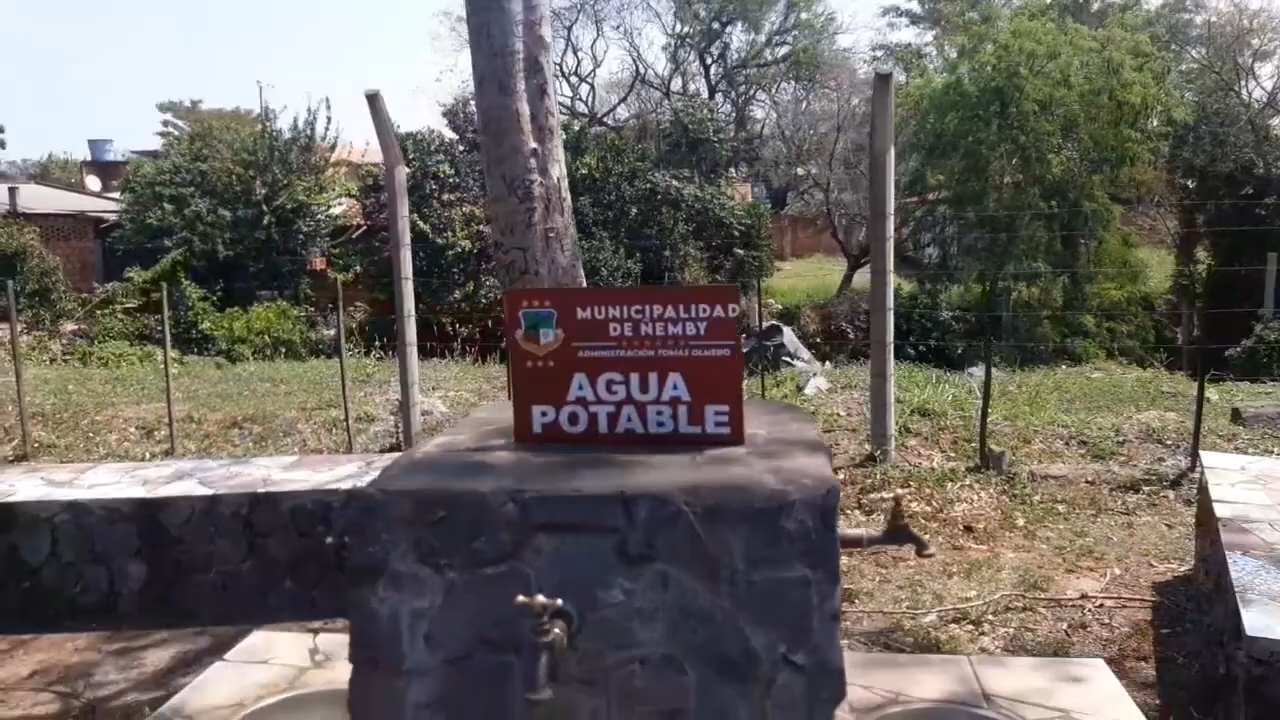 MUNICIPALIDAD
DE ÑEMBY
ADMINISTRACIÓN TOMÁS OLMEDO
AGUA
POTABLE